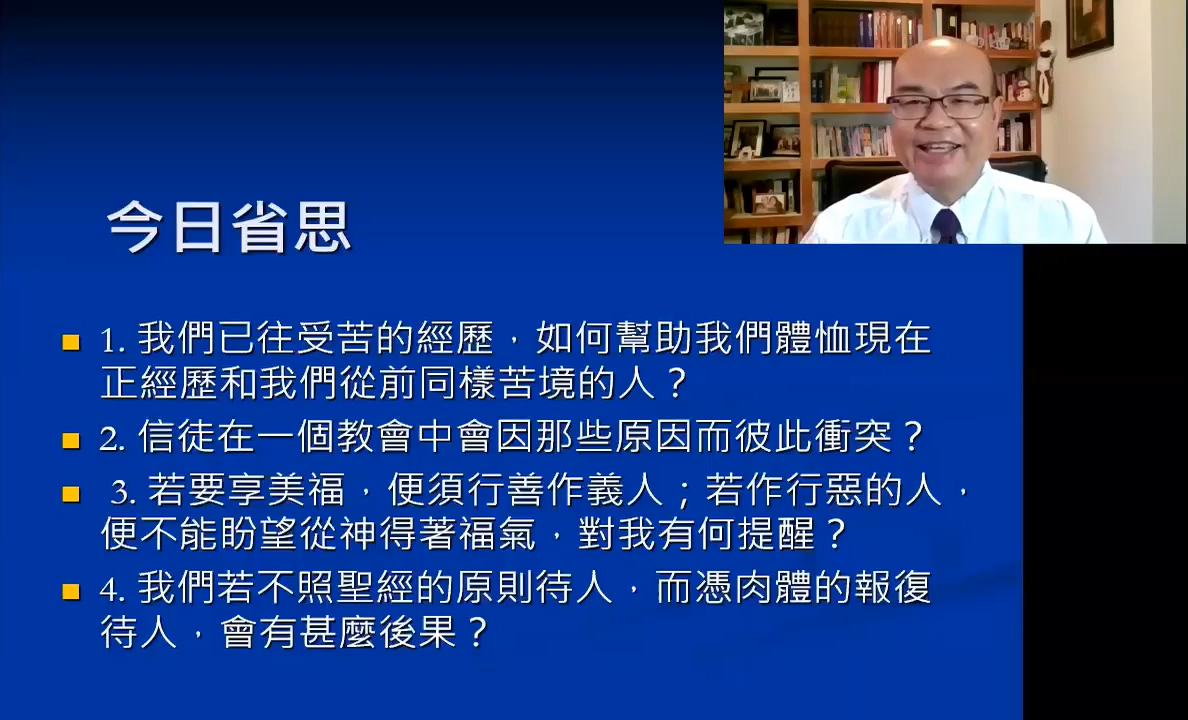 今日省思
■ 1. 我們已往受苦的經歷，如何幫助我們體恤現在
正經歷和我們從前同樣苦境的人？
■ 2. 信徒在一個教會中會因那些原因而彼此衝突？
■ 3. 若要享美福，便須行善作義人；若作行惡的人，
便不能盼望從神得著福氣，對我有何提醒？
■ 4. 我們若不照聖經的原則待人，而憑肉體的報復
待人，會有甚麼後果？